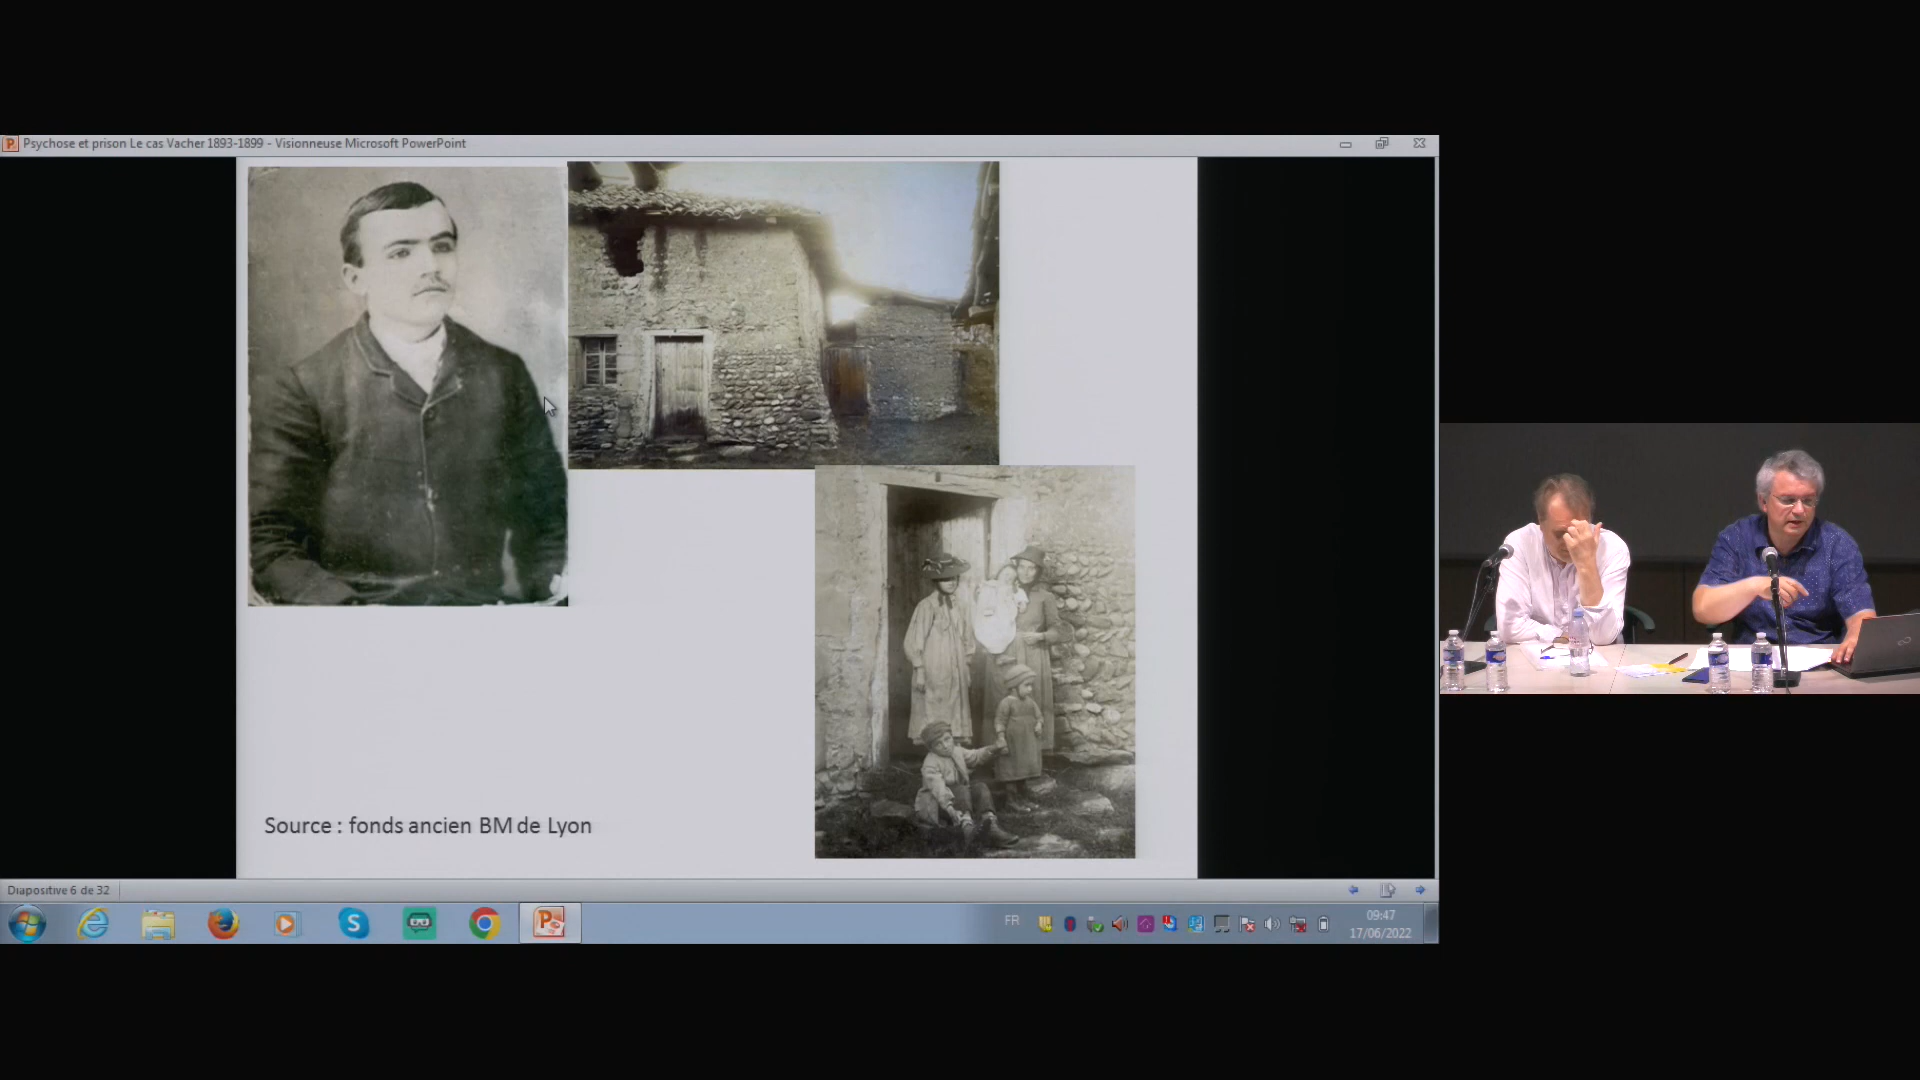 Psychose et prison Le cas Vacher 1893-1899 - Visionneuse Microsoft PowerPoint
Source : fonds ancien BM de Lyon
Diapositive 6 de 32
FR
09:47
17/06/2022